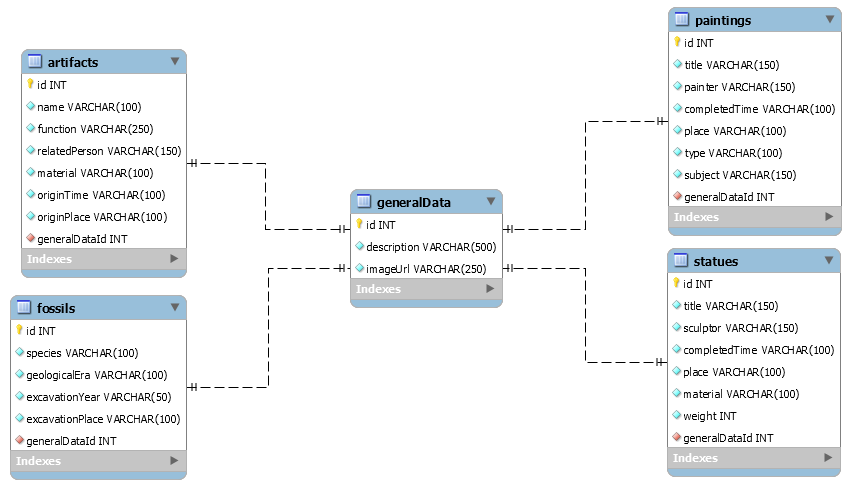 artifacts
id INT
name VARCHAR(100)
function VARCHAR(250)
relatedPerson VARCHAR(150)
material VARCHAR(100)
originTime VARCHAR(100)
originPlace VARCHAR(100)
generalDataId INT
Indexes
fossils
id INT
species VARCHAR(100)
geologicalEra VARCHAR(100)
excavationYear VARCHAR(50)
excavationPlace VARCHAR(100)
generalDataId INT
Indexes
generalData
id INT
description VARCHAR(500)
imageUrl VARCHAR(250)
Indexes
paintings
id INT
title VARCHAR(150)
painter VARCHAR(150)
completedTime VARCHAR(100)
place VARCHAR(100)
type VARCHAR(100)
subject VARCHAR(150)
generalDataId INT
Indexes
statues
id INT
title VARCHAR(150)
sculptor VARCHAR(150)
completedTime VARCHAR(100)
place VARCHAR(100)
material VARCHAR(100)
weight INT
generalDataId INT
Indexes